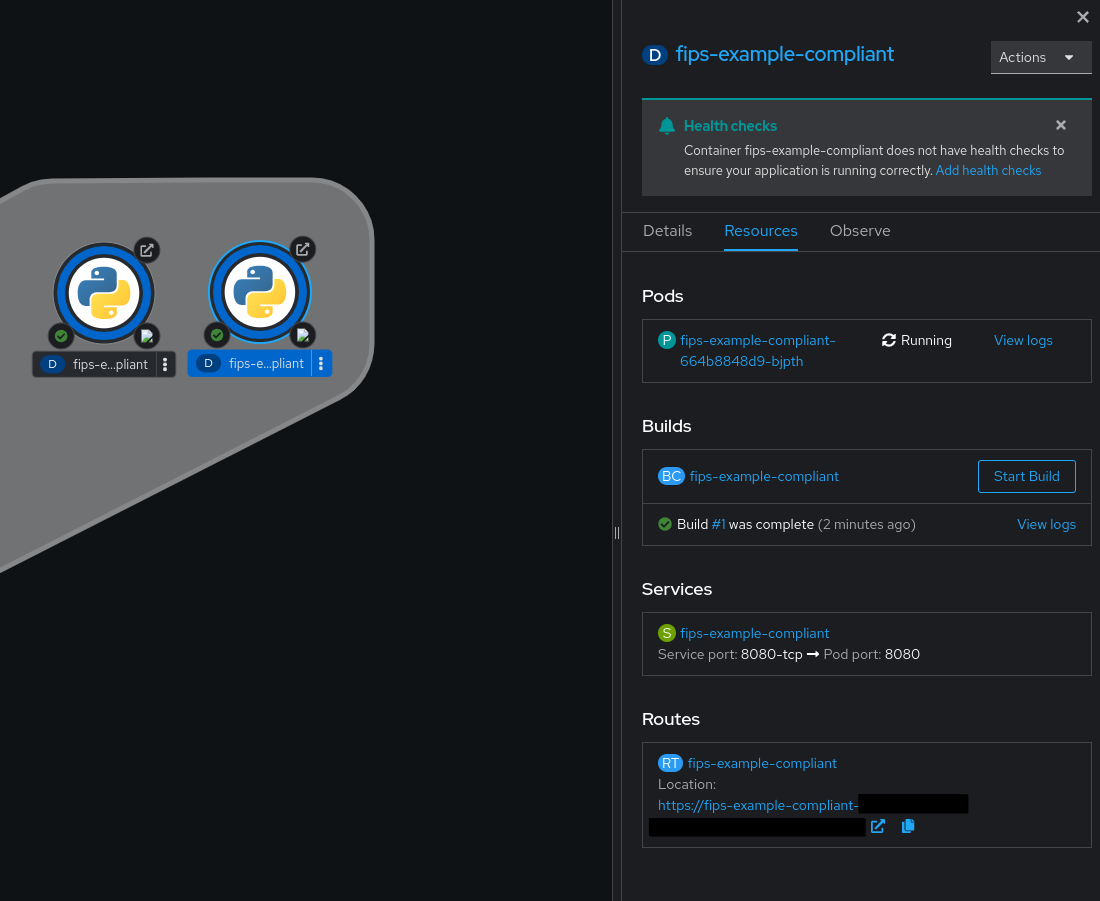 D fips-example-compliant
Actions
Health checks
Container fips-example-compliant does not have health checks to
ensure your application is running correctly. Add health checks
Details Resources Observe
Pods
P fips-example-compliant- Running View logs
664b8848d9-bjpth
Builds
BC fips-example-compliant Start Build
Build #1 was complete (2 minutes ago) View logs
Services
S fips-example-compliant
Service port: 8080-tcp → Pod port: 8080
Routes
RT fips-example-compliant
Location:
https://fips-example-compliant-
D fips-e...pliant
D fips-e...pliant